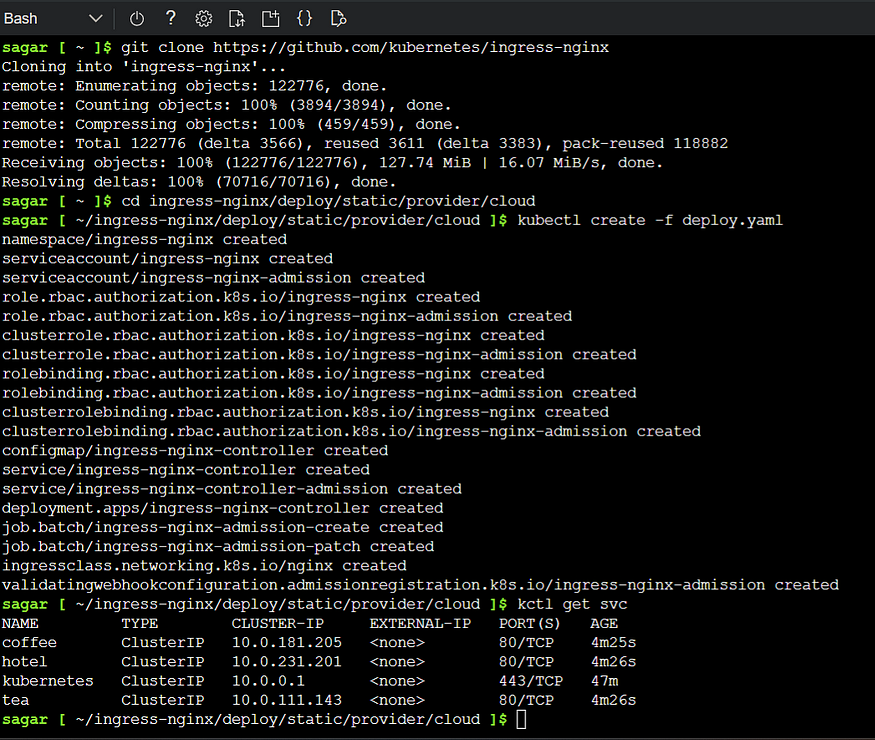 Bash
sagar [ ~ ]$ git clone https://github.com/kubernetes/ingress-nginx
Cloning into 'ingress-nginx'...
remote: Enumerating objects: 122776, done.
remote: Counting objects: 100% (3894/3894), done.
remote: Compressing objects: 100% (459/459), done.
remote: Total 122776 (delta 3566), reused 3611 (delta 3383), pack-reused 118882
Receiving objects: 100% (122776/122776), 127.74 MiB | 16.07 MiB/s, done.
Resolving deltas: 100% (70716/70716), done.
sagar [ ~ ]$ cd ingress-nginx/deploy/static/provider/cloud
sagar [ ~/ingress-nginx/deploy/static/provider/cloud ]$ kubectl create -f deploy.yaml
namespace/ingress-nginx created
serviceaccount/ingress-nginx created
serviceaccount/ingress-nginx-admission created
role.rbac.authorization.k8s.io/ingress-nginx created
role.rbac.authorization.k8s.io/ingress-nginx-admission created
clusterrole.rbac.authorization.k8s.io/ingress-nginx created
clusterrole.rbac.authorization.k8s.io/ingress-nginx-admission created
rolebinding.rbac.authorization.k8s.io/ingress-nginx created
rolebinding.rbac.authorization.k8s.io/ingress-nginx-admission created
clusterrolebinding.rbac.authorization.k8s.io/ingress-nginx created
clusterrolebinding.rbac.authorization.k8s.io/ingress-nginx-admission created
configmap/ingress-nginx-controller created
service/ingress-nginx-controller created
service/ingress-nginx-controller-admission created
deployment.apps/ingress-nginx-controller created
job.batch/ingress-nginx-admission-create created
job.batch/ingress-nginx-admission-patch created
ingressclass.networking.k8s.io/nginx created
validatingwebhookconfiguration.admissionregistration.k8s.io/ingress-nginx-admission created
sagar [ ~/ingress-nginx/deploy/static/provider/cloud ]$ kctl get svc
NAME TYPE CLUSTER-IP EXTERNAL-IP PORT(S) AGE
coffee ClusterIP 10.0.181.205 <none> 80/TCP 4m25s
hotel ClusterIP 10.0.231.201 <none> 80/TCP 4m26s
kubernetes ClusterIP 10.0.0.1 <none> 443/TCP 47m
tea ClusterIP 10.0.111.143 <none> 80/TCP 4m26s
sagar [ ~/ingress-nginx/deploy/static/provider/cloud ]$